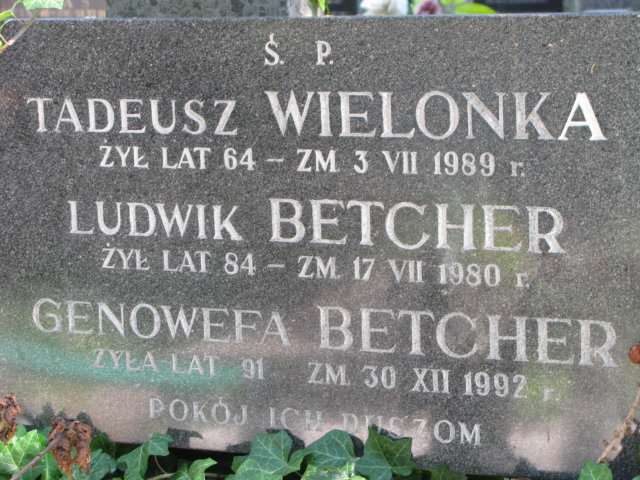 Ś. P.
TADEUSZ WIELONKA
ŻYŁ LAT 64 – ZM. 3 VII 1989 r.
LUDWIK BETCHER
ŻYŁ LAT 84 – ZM. 17 VII 1980 r.
GENOWEFA BETCHER
ŻYŁA LAT 91 ZM. 30 XII 1992 r.
POKÓJ ICH DUSZOM